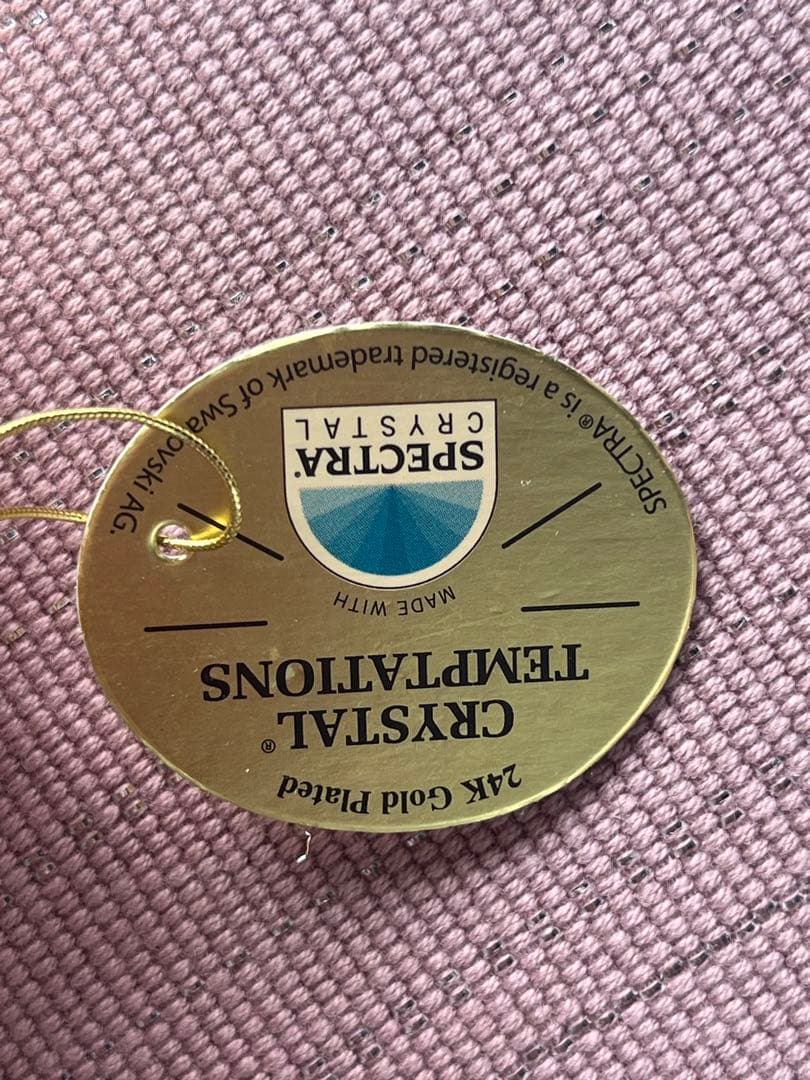 24K Gold Plated
CRYSTAL®
TEMPTATIONS
MADE WITH
SPECTRA®
CRYSTAL
SPECTRA® is a registered trademark of Swarovski AG.